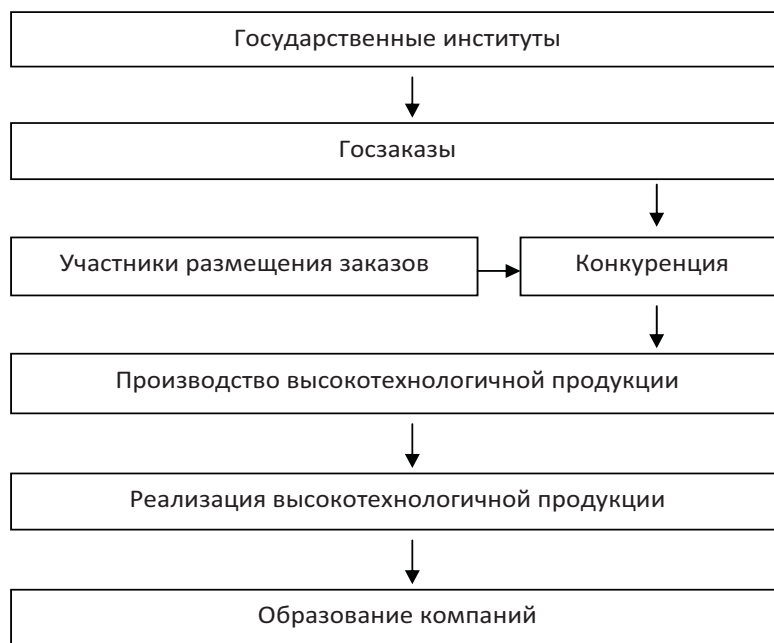 Государственные институты
Госзаказы
Участники размещения заказов
Конкуренция
Производство высокотехнологичной продукции
Реализация высокотехнологичной продукции
Образование компаний